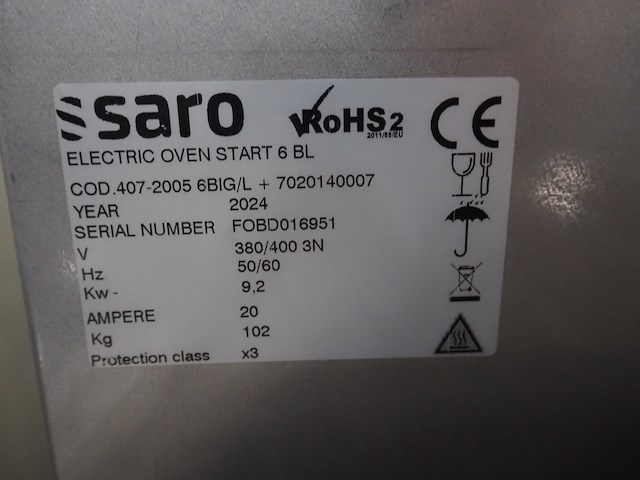 saro
RoHS2
2011/65/EU
CE
ELECTRIC OVEN START 6 BL
COD.407-2005 6BIG/L + 7020140007
YEAR 2024
SERIAL NUMBER FOBD016951
V 380/400 3N
Hz 50/60
Kw - 9,2
AMPERE 20
Kg 102
Protection class x3